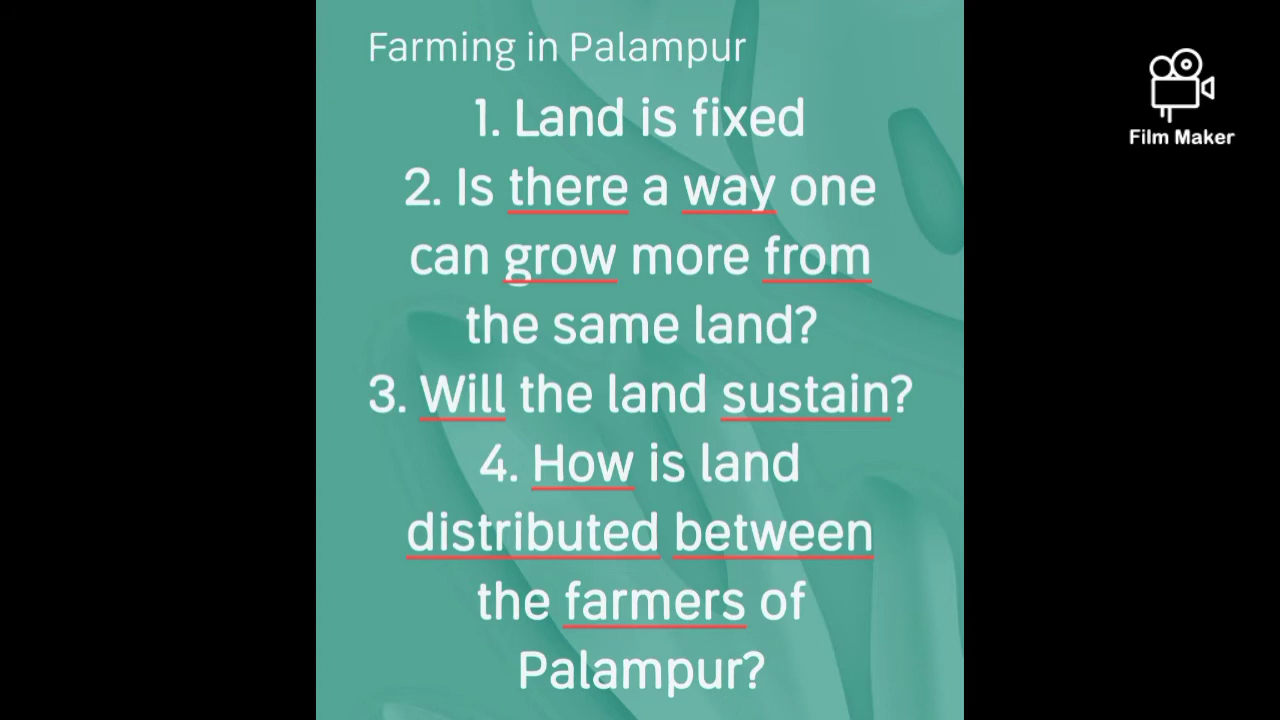 Farming in Palampur
1. Land is fixed
2. Is there a way one
can grow more from
the same land?
3. Will the land sustain?
4. How is land
distributed between
the farmers of
Palampur?
Film Maker